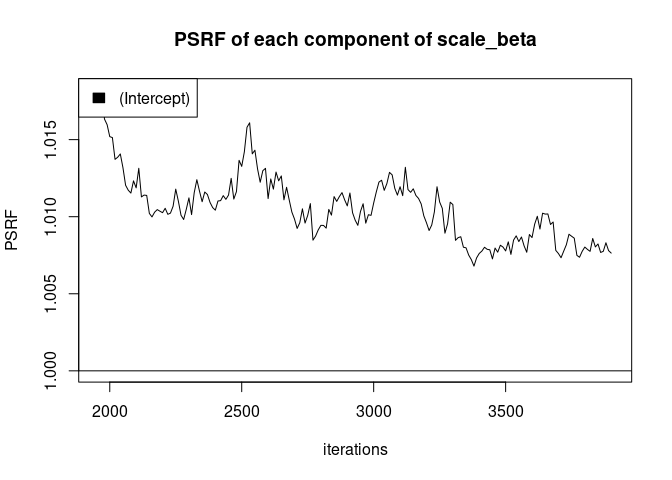 PSRF of each component of scale_beta
(Intercept)
PSRF
1.015
1.010
1.005
1.000
2000 2500 3000 3500
iterations